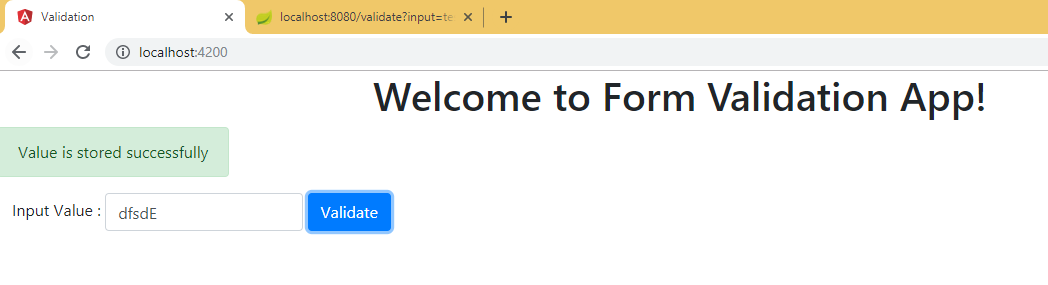 Validation
localhost:8080/validate?input=te
localhost:4200
Welcome to Form Validation App!
Value is stored successfully
Input Value : dfsdE Validate